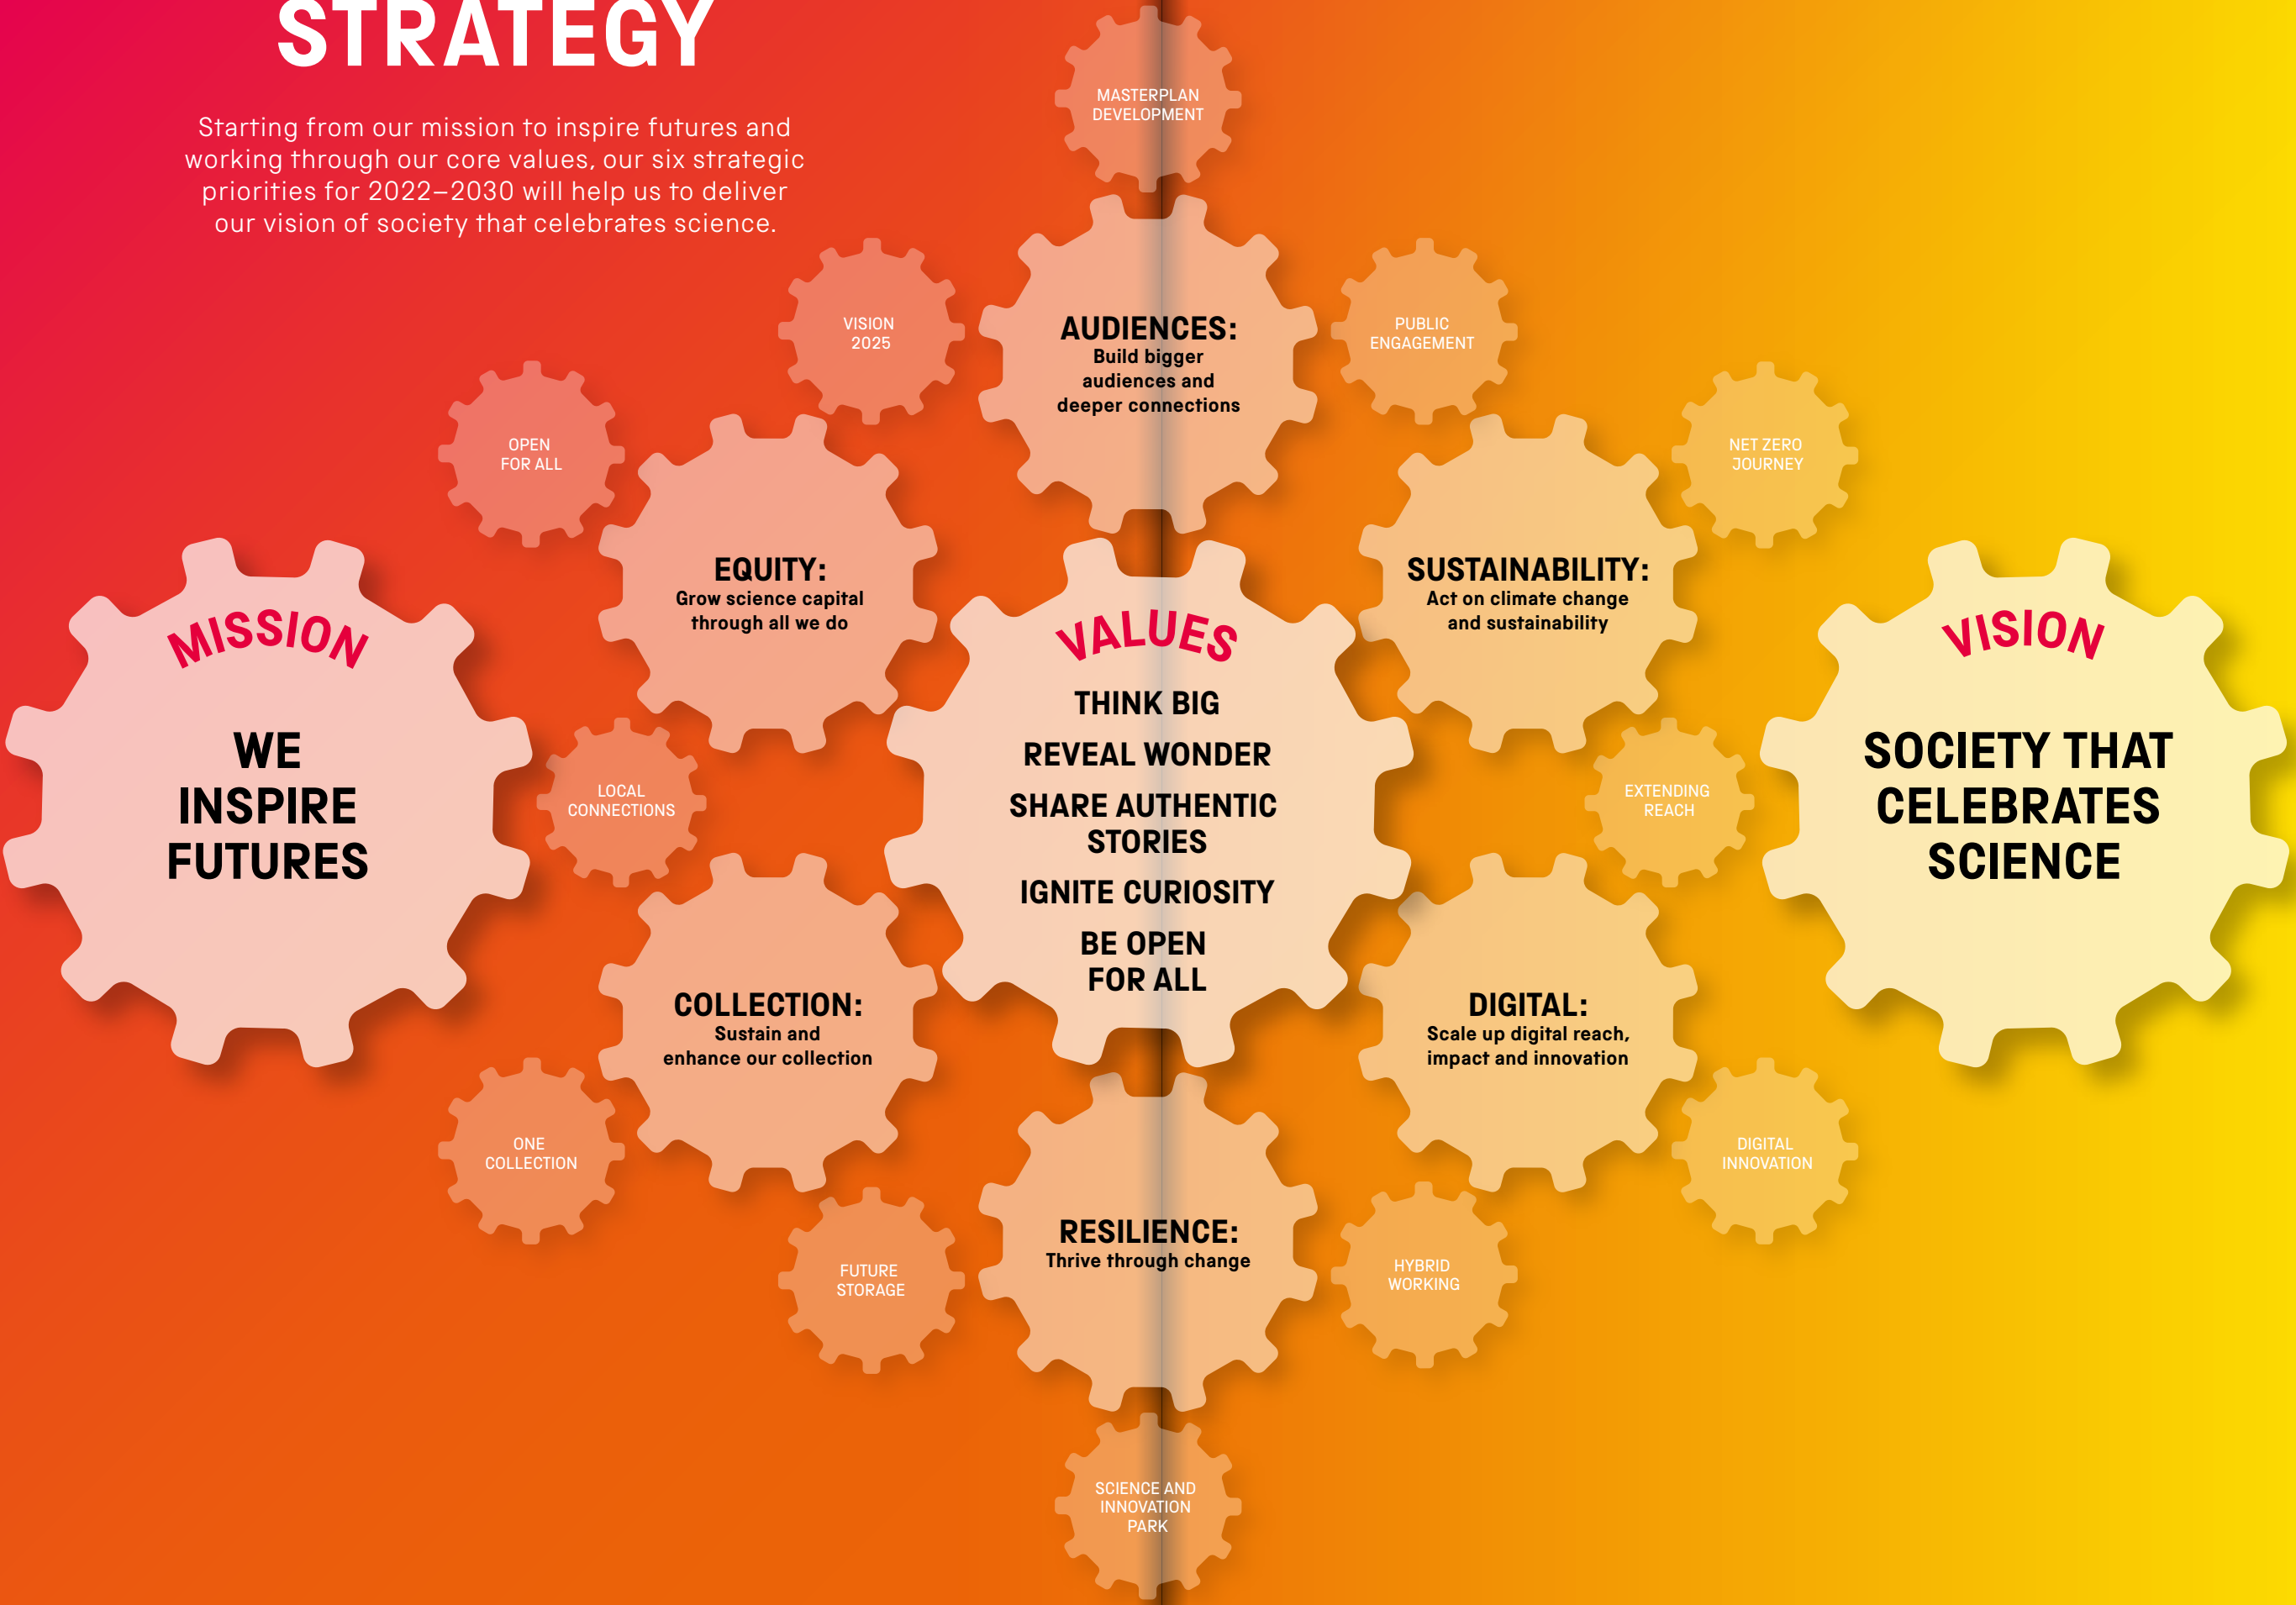 STRATEGY
Starting from our mission to inspire futures and
working through our core values, our six strategic
priorities for 2022–2030 will help us to deliver
our vision of society that celebrates science.
MASTERPLAN
DEVELOPMENT
VISION
2025
AUDIENCES:
Build bigger
audiences and
deeper connections
PUBLIC
ENGAGEMENT
OPEN
FOR ALL
NET ZERO
JOURNEY
EQUITY:
Grow science capital
through all we do
SUSTAINABILITY:
Act on climate change
and sustainability
MISSION
WE
INSPIRE
FUTURES
LOCAL
CONNECTIONS
VALUES
THINK BIG
REVEAL WONDER
SHARE AUTHENTIC
STORIES
IGNITE CURIOSITY
BE OPEN
FOR ALL
EXTENDING
REACH
VISION
SOCIETY THAT
CELEBRATES
SCIENCE
COLLECTION:
Sustain and
enhance our collection
DIGITAL:
Scale up digital reach,
impact and innovation
ONE
COLLECTION
DIGITAL
INNOVATION
FUTURE
STORAGE
RESILIENCE:
Thrive through change
HYBRID
WORKING
SCIENCE AND
INNOVATION
PARK